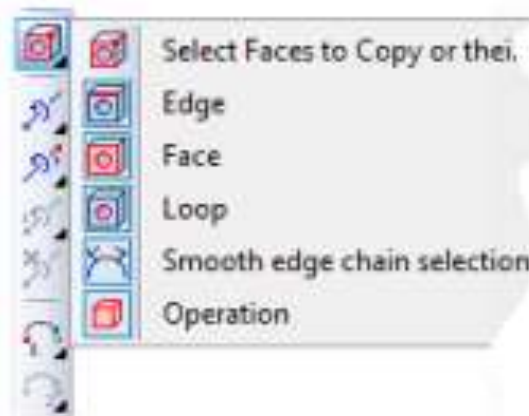 Select Faces to Copy or thei.
Edge
Face
Loop
Smooth edge chain selection
Operation